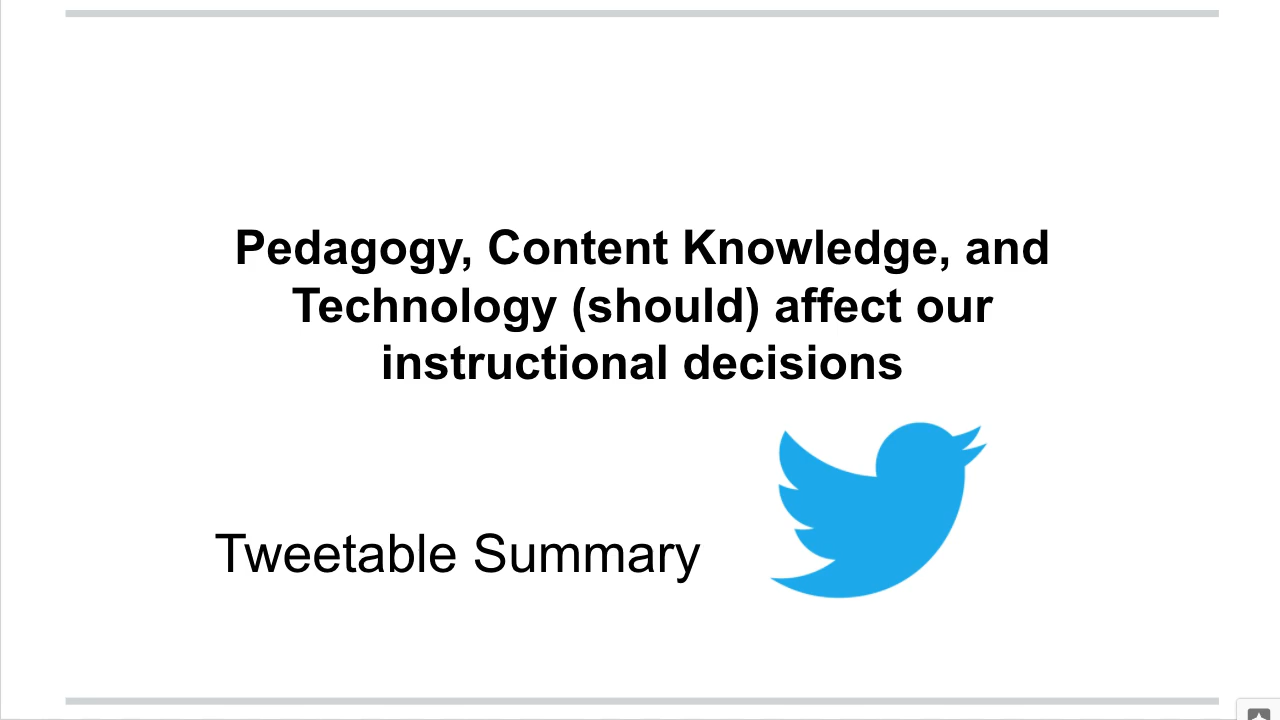 Pedagogy, Content Knowledge, and
Technology (should) affect our
instructional decisions
Tweetable Summary